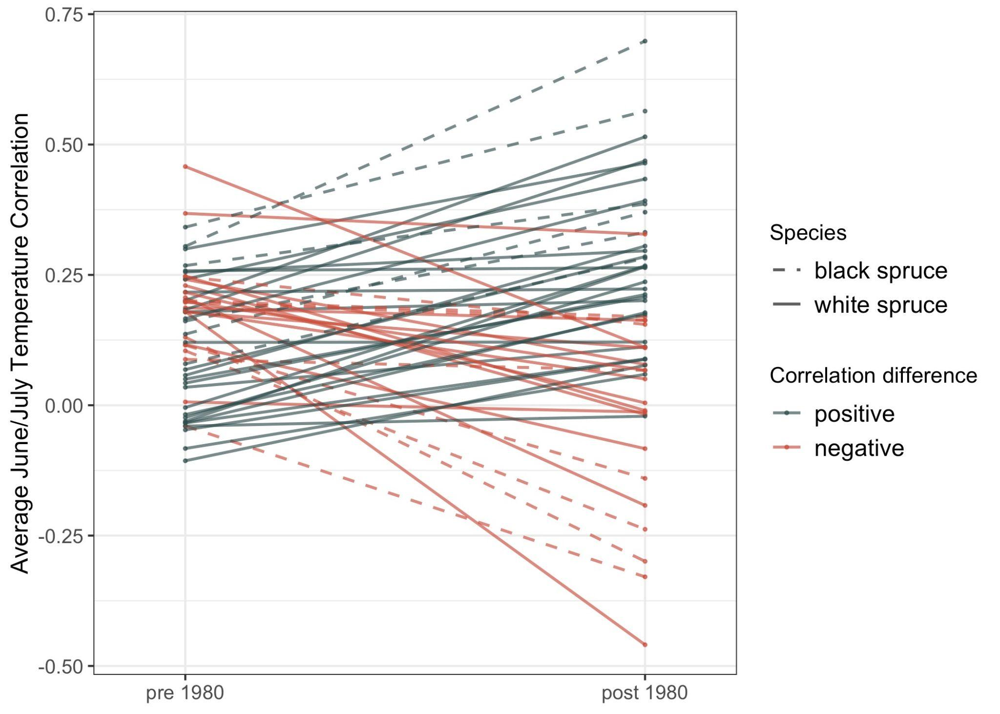 Average June/July Temperature Correlation
0.75
0.50
0.25
0.00
-0.25
-0.50
pre 1980
post 1980
Species
black spruce
white spruce
Correlation difference
positive
negative